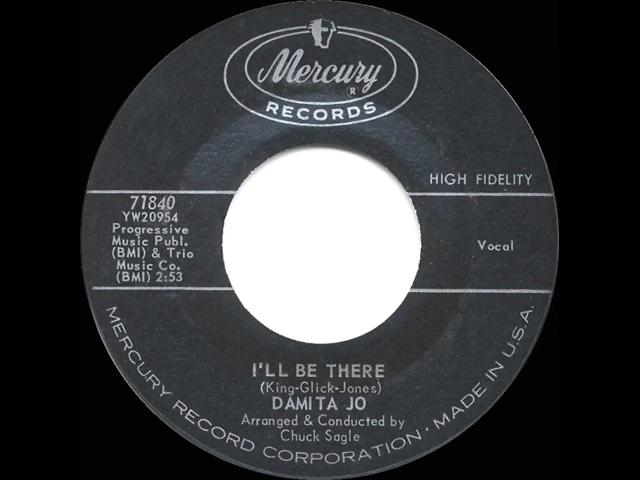 Mercury
®
RECORDS
HIGH FIDELITY
71840
YW20954
Progressive
Music Publ.
(BMI) & Trio
Music Co.
(BMI) 2:53
Vocal
I'LL BE THERE
(King-Glick-Jones)
DAMITA JO
Arranged & Conducted by
Chuck Sagle
MERCURY RECORD CORPORATION · MADE IN U.S.A.